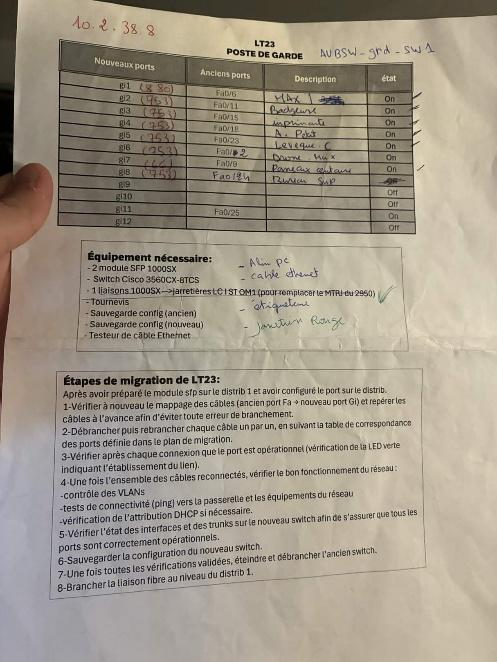 10.2.38.8
LT23
POSTE DE GARDE
AVBSW-grd-SW1
Nouveaux ports Anciens ports Description état
gi1 (880) Fa0/6 MAX 1 On
gi2 (753) Fa0/11 Badgeuse On
gi3 (753) Fa0/15 imprimante On
gi4 (753) Fa0/18 A. Petit On
gi5 (753) Fa0/23 Leveque. C On
gi6 (753) Fa0/2 Max On
gi7 Fa0/9 On
gi8 (753) Fa0/24 Bureau Sup
gi9 Off
gi10 Off
gi11 Fa0/25 On
gi12 Off
Équipement nécessaire:
- 2 module SFP 1000SX
- Alim pc
- Switch Cisco 3560CX-8TCS
- cable ethernet
- 1 liaisons 1000SX-->jarretières LC I ST OM1 (pour remplacer le MTRJ du 2950)
- Tournevis
- étiqueteuse
- Sauvegarde config (ancien)
- Sauvegarde config (nouveau)
- Jonction Rouge
- Testeur de câble Ethernet
Étapes de migration de LT23:
Après avoir préparé le module sfp sur le distrib 1 et avoir configuré le port sur le distrib.
1-Vérifier à nouveau le mappage des câbles (ancien port Fa → nouveau port Gi) et repérer les
câbles à l'avance afin d'éviter toute erreur de branchement.
2-Débrancher puis rebrancher chaque câble un par un, en suivant la table de correspondance
des ports définie dans le plan de migration.
3-Vérifier après chaque connexion que le port est opérationnel (vérification de la LED verte
indiquant l'établissement du lien).
4-Une fois l'ensemble des câbles reconnectés, vérifier le bon fonctionnement du réseau :
-contrôle des VLANs
-tests de connectivité (ping) vers la passerelle et les équipements du réseau
-vérification de l'attribution DHCP si nécessaire.
5-Vérifier l'état des interfaces et des trunks sur le nouveau switch afin de s'assurer que tous les
ports sont correctement opérationnels.
6-Sauvegarder la configuration du nouveau switch.
7-Une fois toutes les vérifications validées, éteindre et débrancher l'ancien switch.
8-Brancher la liaison fibre au niveau du distrib 1.